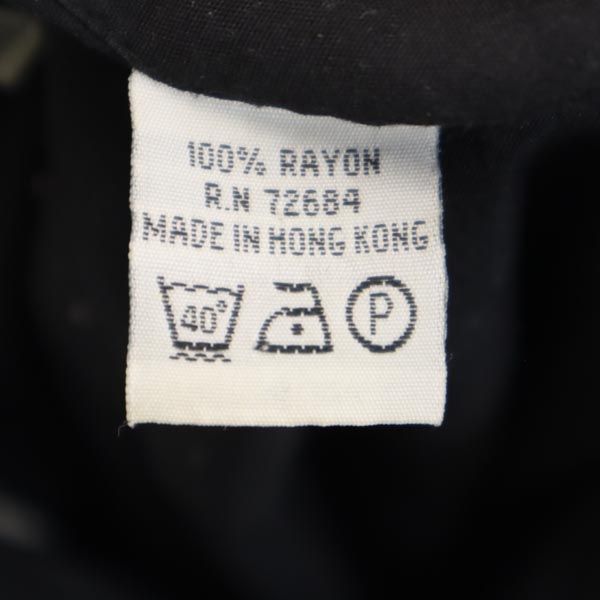 100% RAYON
R.N 72684
MADE IN HONG KONG
40° P